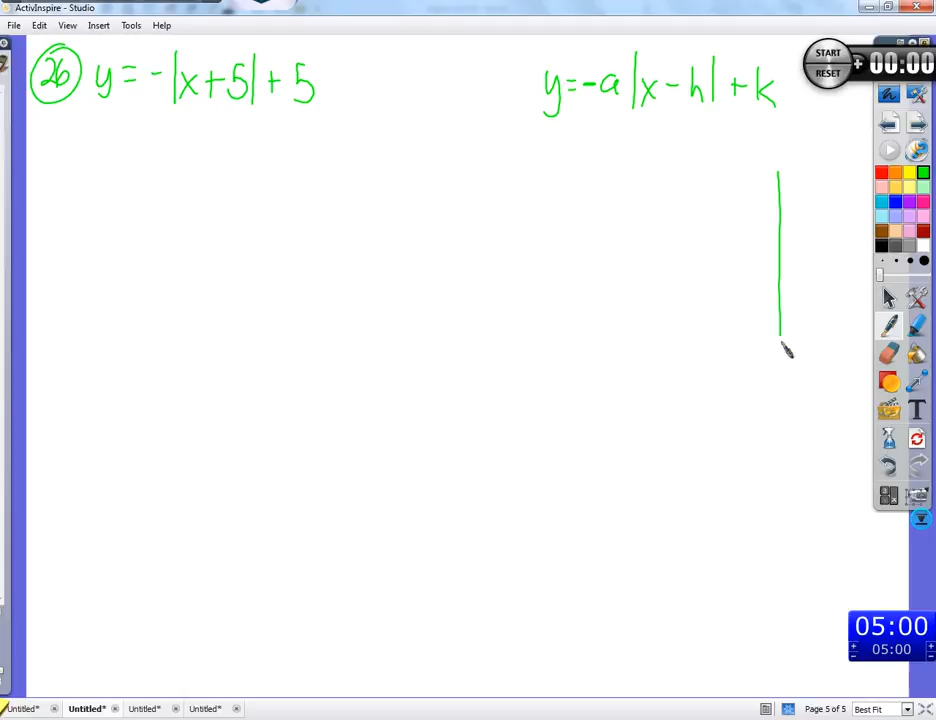 ActivInspire - Studio
File Edit View Insert Tools Help
26 y = -|x+5|+5
y=-a|x-h|+k
START
RESET
00:00
05:00
05:00
Untitled* Untitled* Untitled* Untitled*
Page 5 of 5 Best Fit